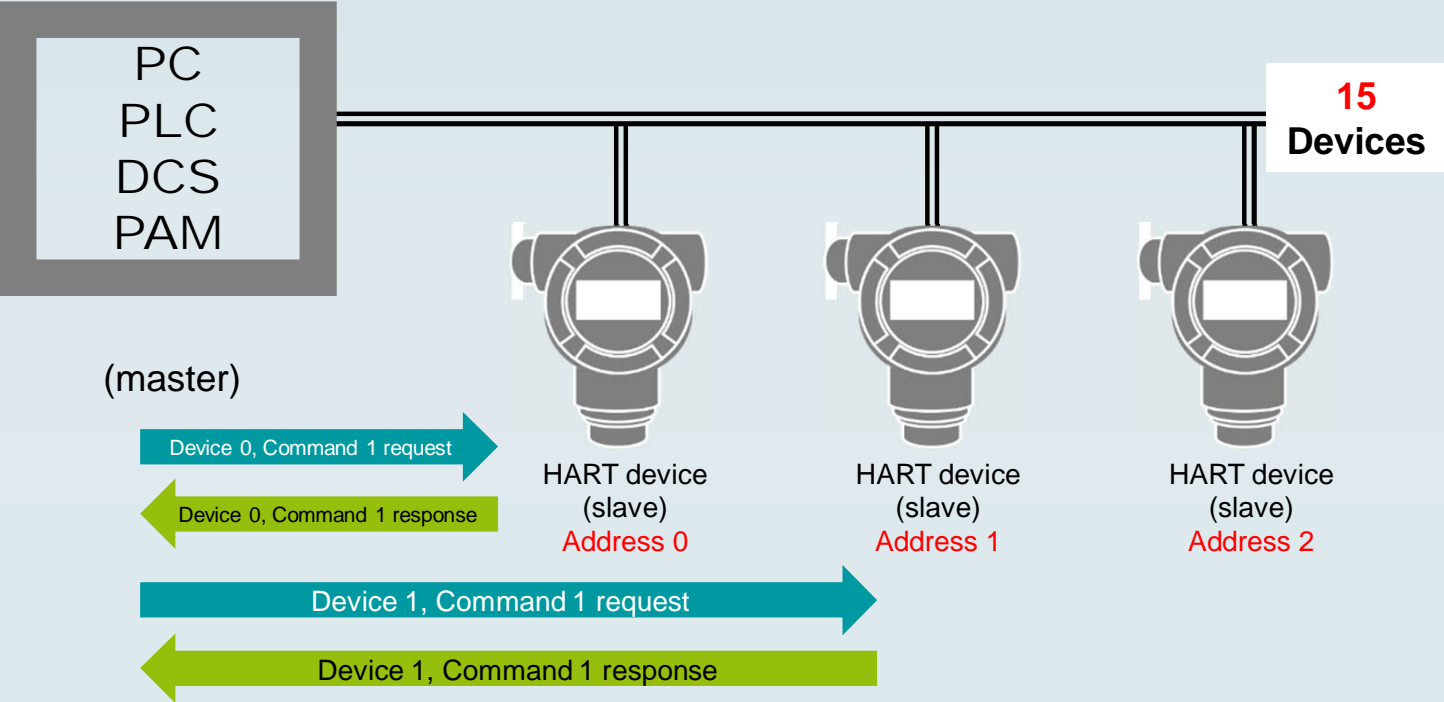 PC
PLC
DCS
PAM
15
Devices
(master)
Device 0, Command 1 request
Device 0, Command 1 response
HART device
(slave)
Address 0
HART device
(slave)
Address 1
HART device
(slave)
Address 2
Device 1, Command 1 request
Device 1, Command 1 response